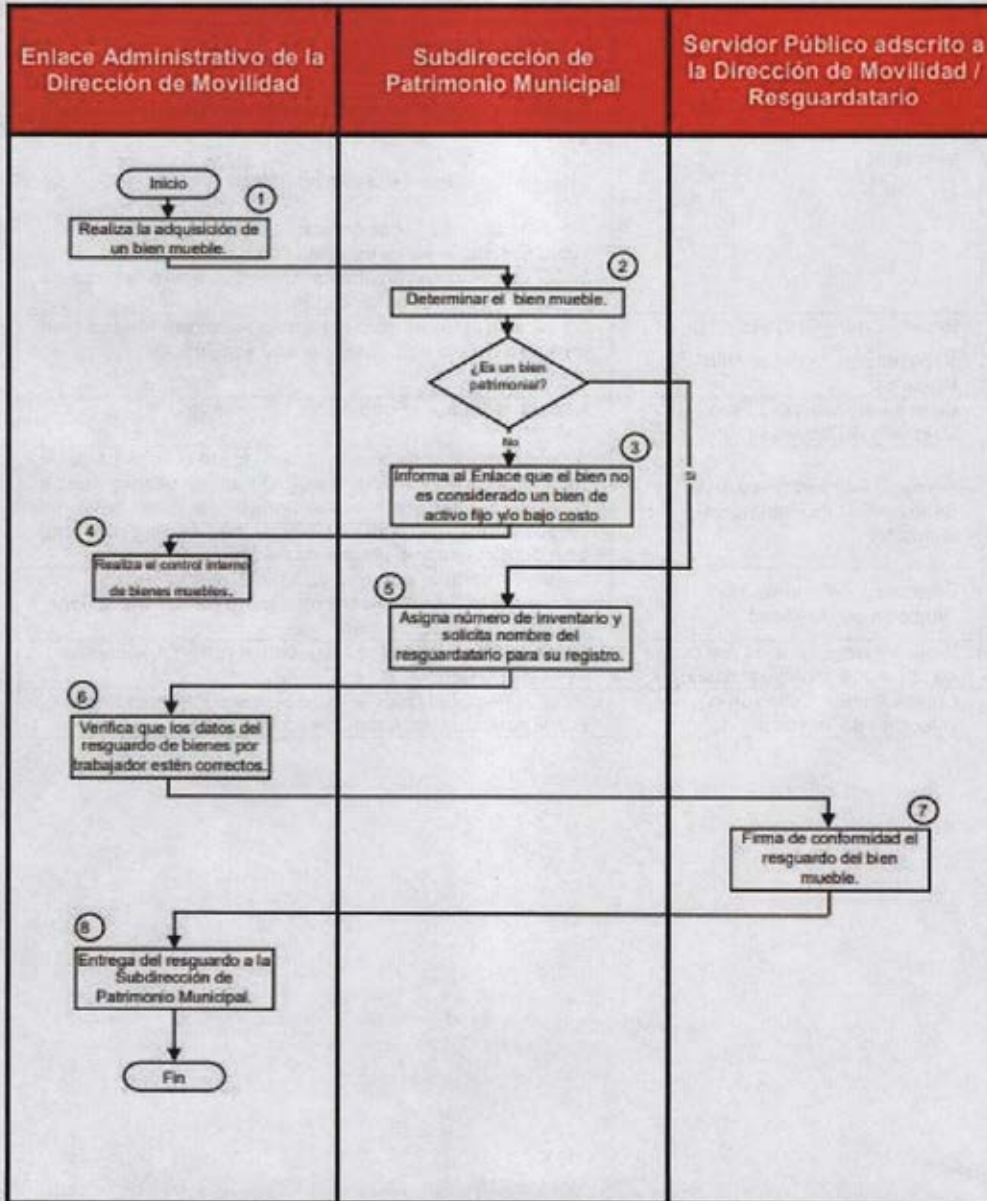 Enlace Administrativo de la
Dirección de Movilidad
Subdirección de
Patrimonio Municipal
Servidor Público adscrito a
la Dirección de Movilidad /
Resguardatario
Inicio
1
Realiza la adquisición de
un bien mueble.
2
Determinar el bien mueble.
¿Es un bien
patrimonial?
No
SI
3
Informa al Enlace que el bien no
es considerado un bien de
activo fijo y/o bajo costo
4
Realiza el control interno
de bienes muebles.
5
Asigna número de inventario y
solicita nombre del
resguardatario para su registro.
6
Verifica que los datos del
resguardo de bienes por
trabajador estén correctos.
7
Firma de conformidad el
resguardo del bien
mueble.
8
Entrega del resguardo a la
Subdirección de
Patrimonio Municipal.
Fin